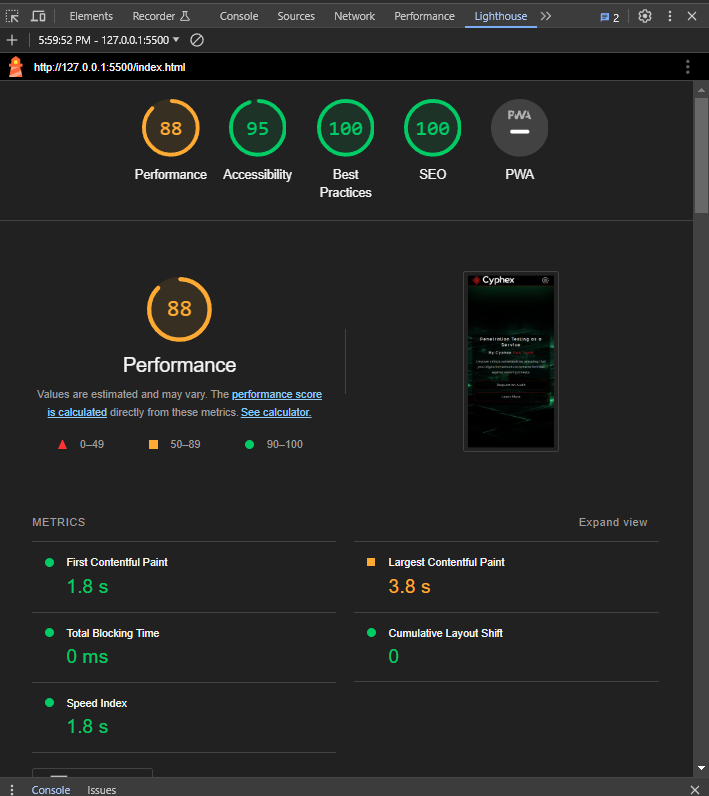 Elements Recorder Console Sources Network Performance Lighthouse 2
5:59:52 PM - 127.0.0.1:5500
http://127.0.0.1:5500/index.html
88 95 100 100 PWA
Performance Accessibility Best Practices SEO PWA
88
Performance
Values are estimated and may vary. The performance score
is calculated directly from these metrics. See calculator.
0–49 50–89 90–100
Cyphex
Penetration Testing as a
Service
By Cyphex
Request an Audit
Learn More
METRICS Expand view
First Contentful Paint
1.8 s
Largest Contentful Paint
3.8 s
Total Blocking Time
0 ms
Cumulative Layout Shift
0
Speed Index
1.8 s
Console Issues